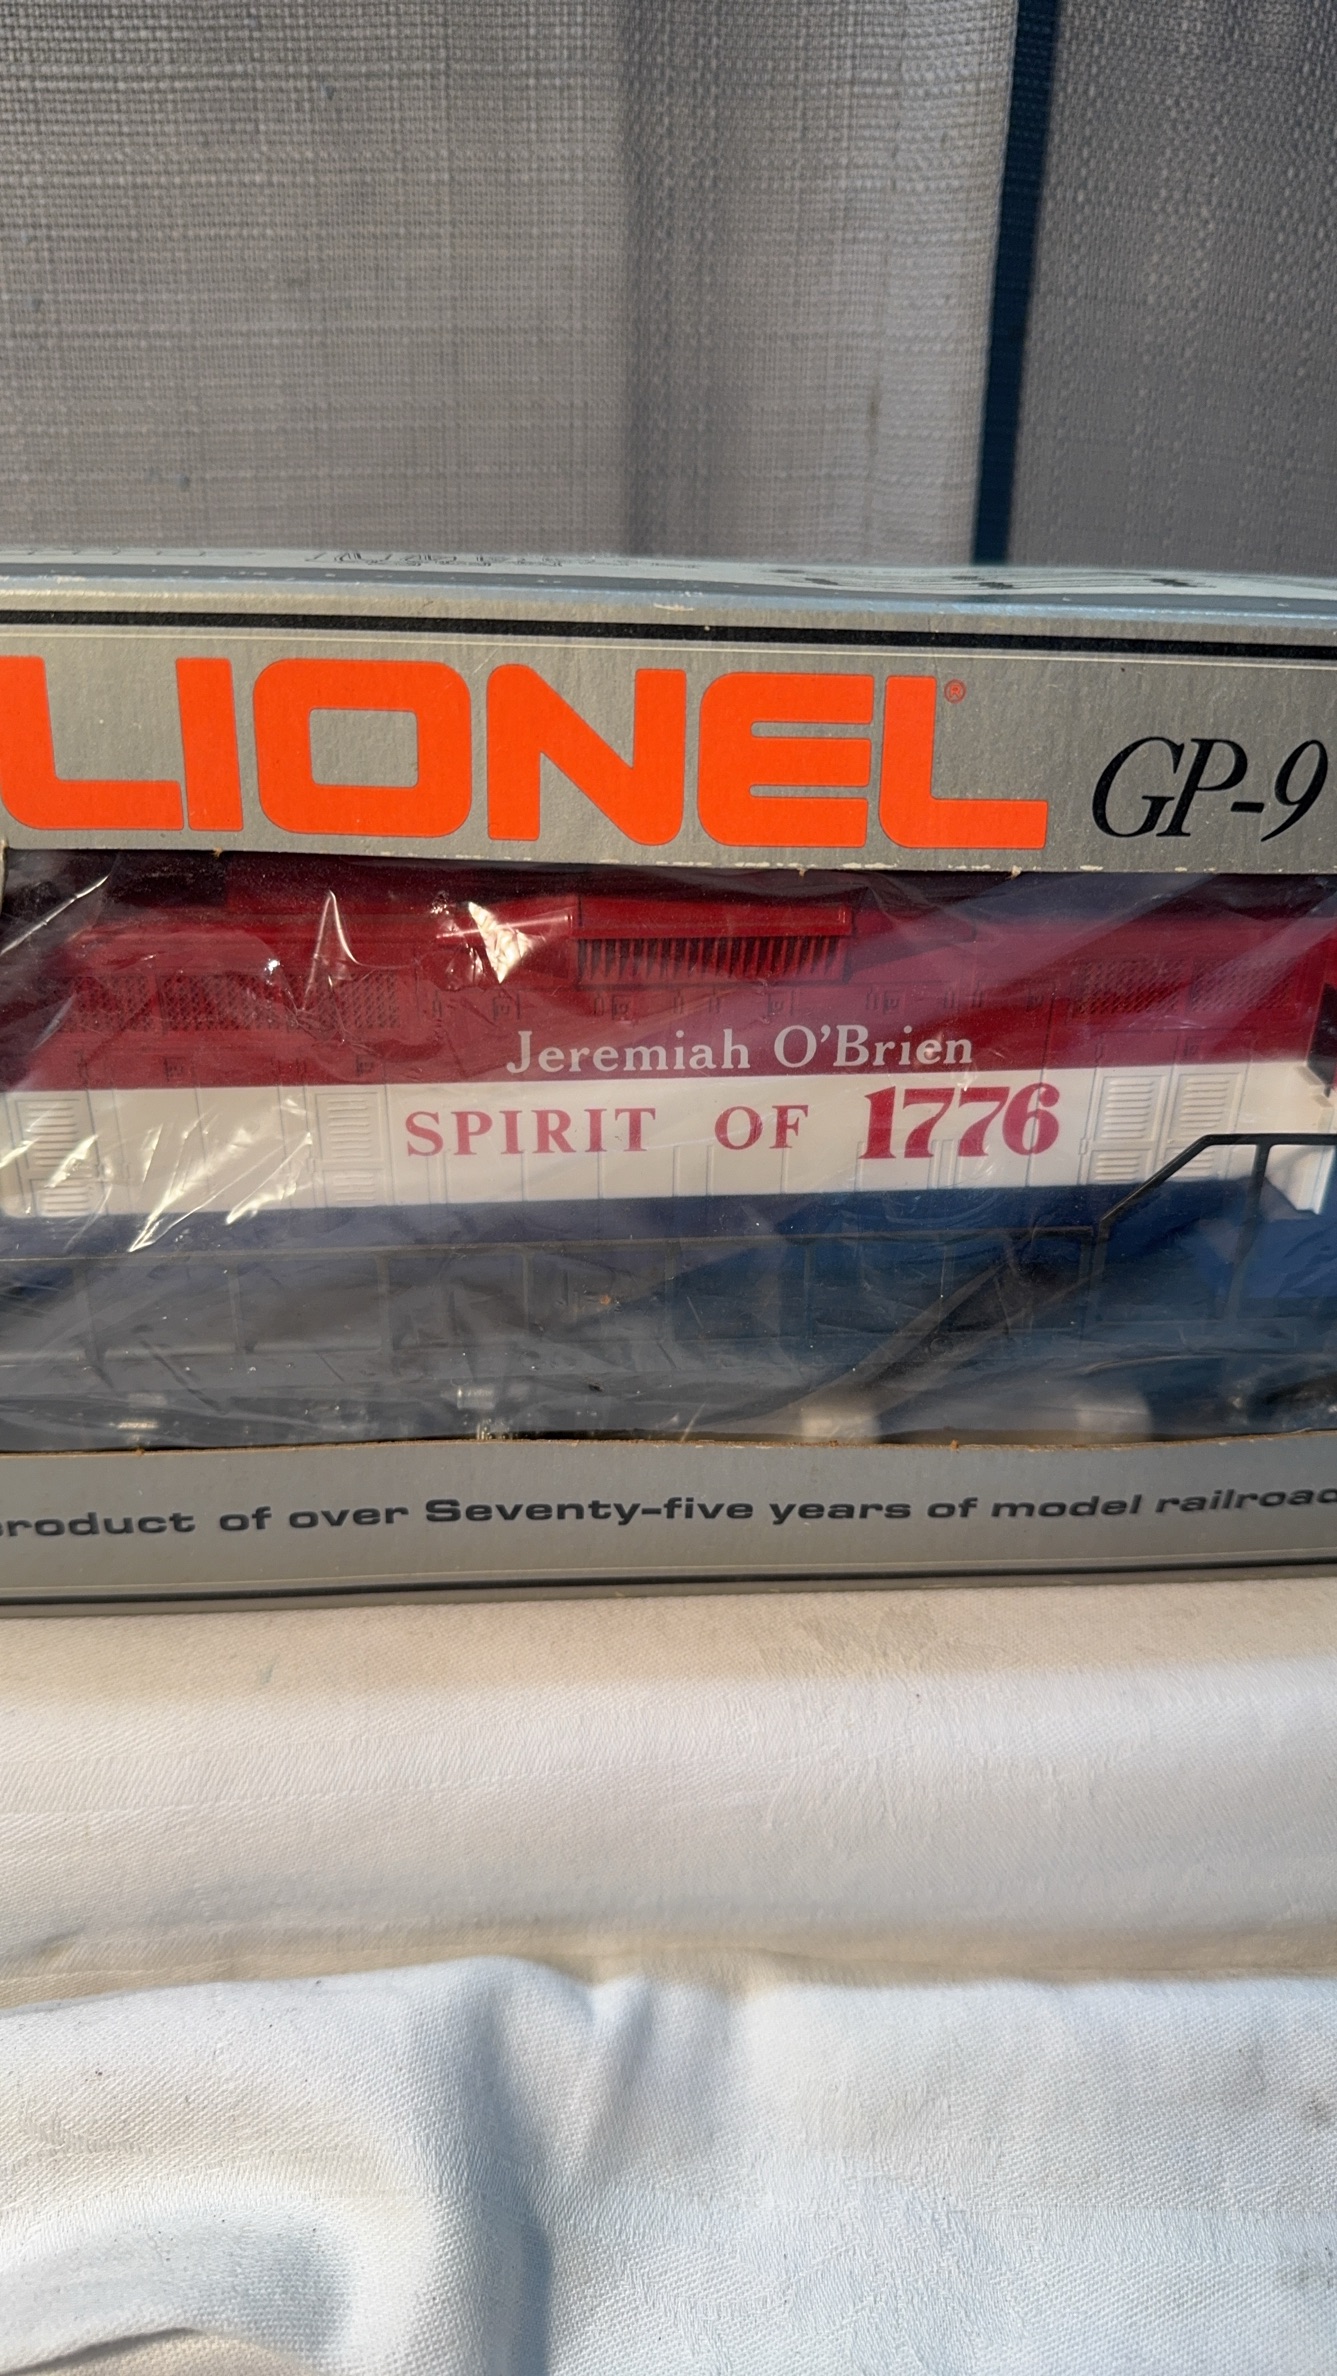 LIONEL®
GP-9
Jeremiah O'Brien
SPIRIT OF 1776
product of over Seventy-five years of model railroad